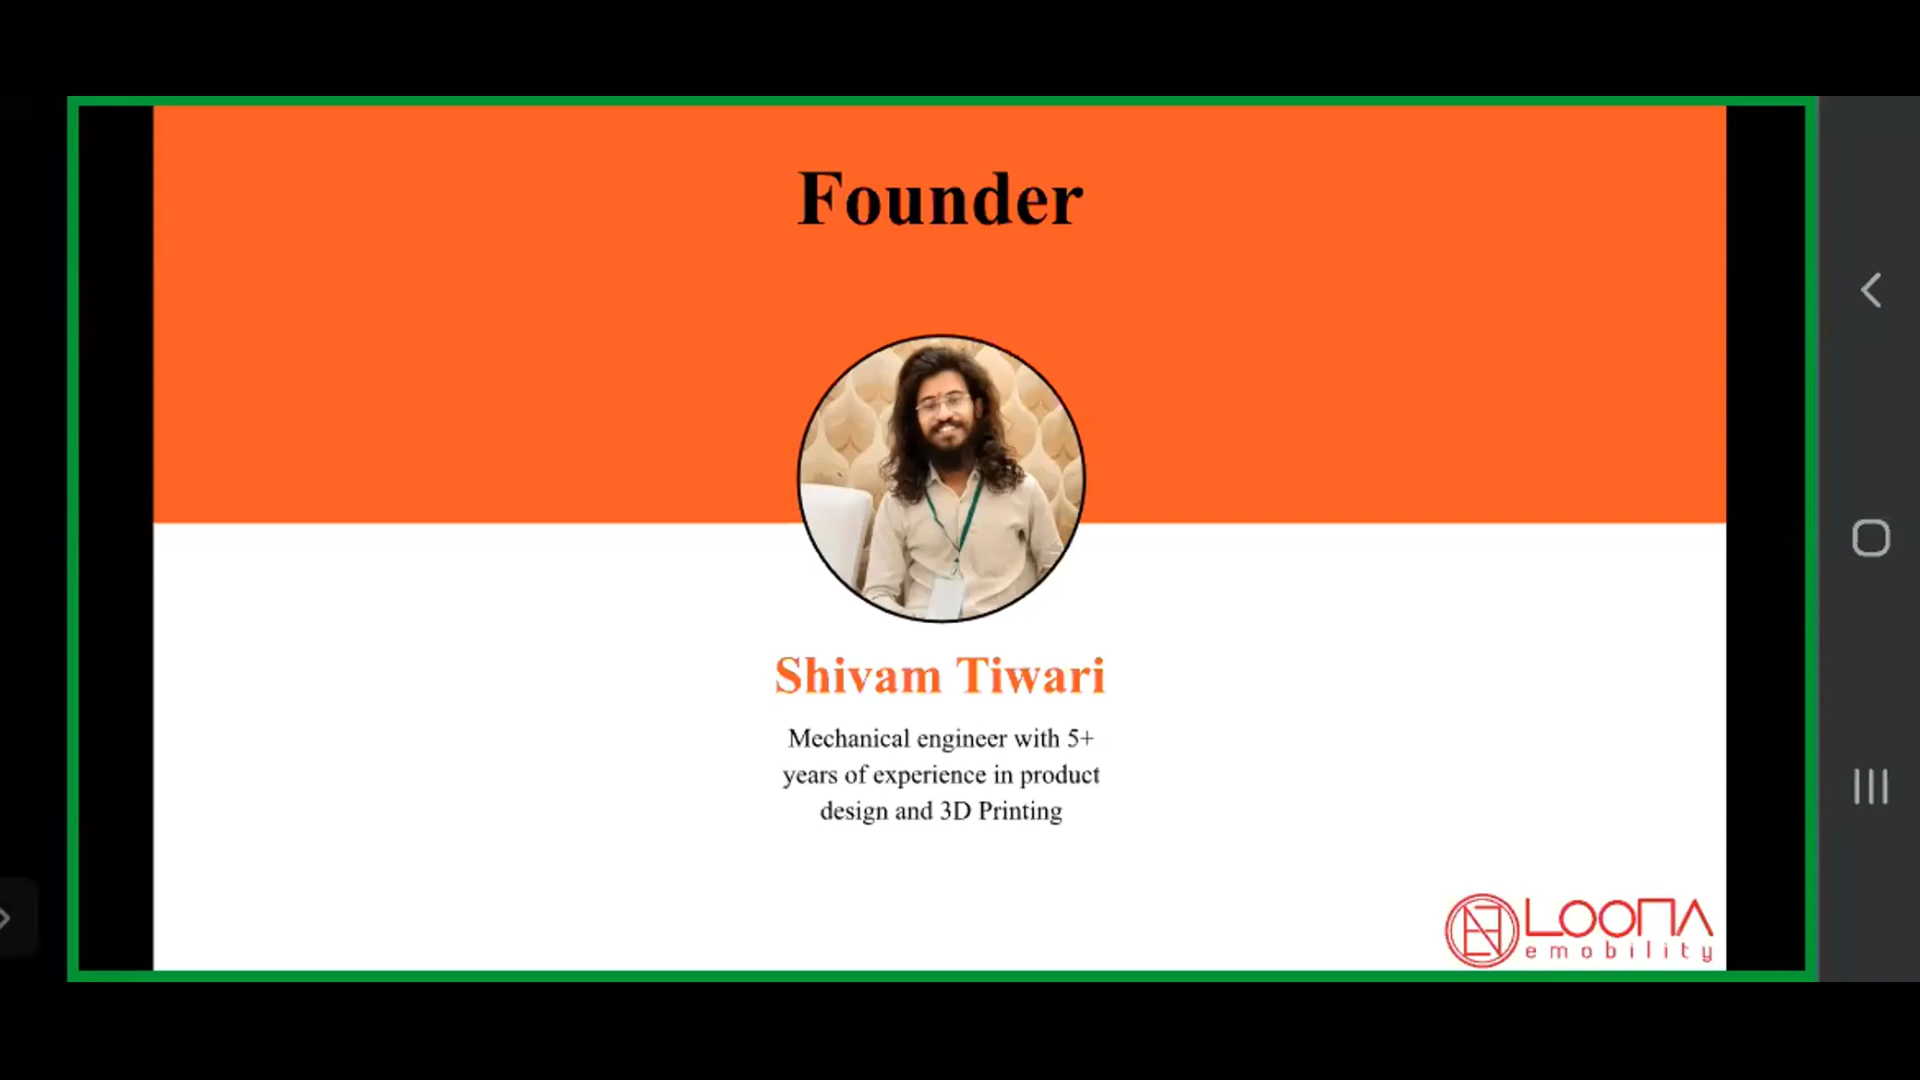 Founder
Shivam Tiwari
Mechanical engineer with 5+
years of experience in product
design and 3D Printing
LOONA
emobility